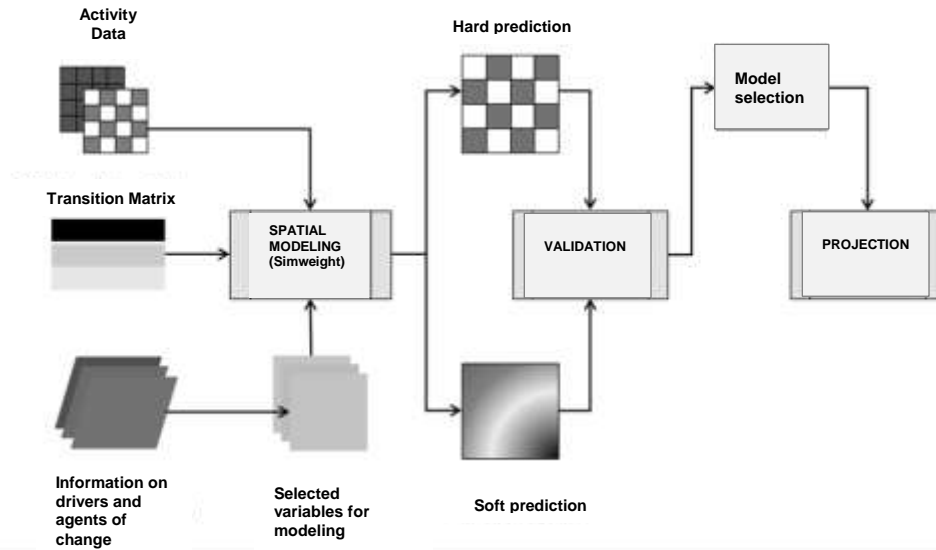 Activity
Data
Hard prediction
Model
selection
Transition Matrix
SPATIAL
MODELING
(Simweight)
VALIDATION
PROJECTION
Information on
drivers and
agents of
change
Selected
variables for
modeling
Soft prediction